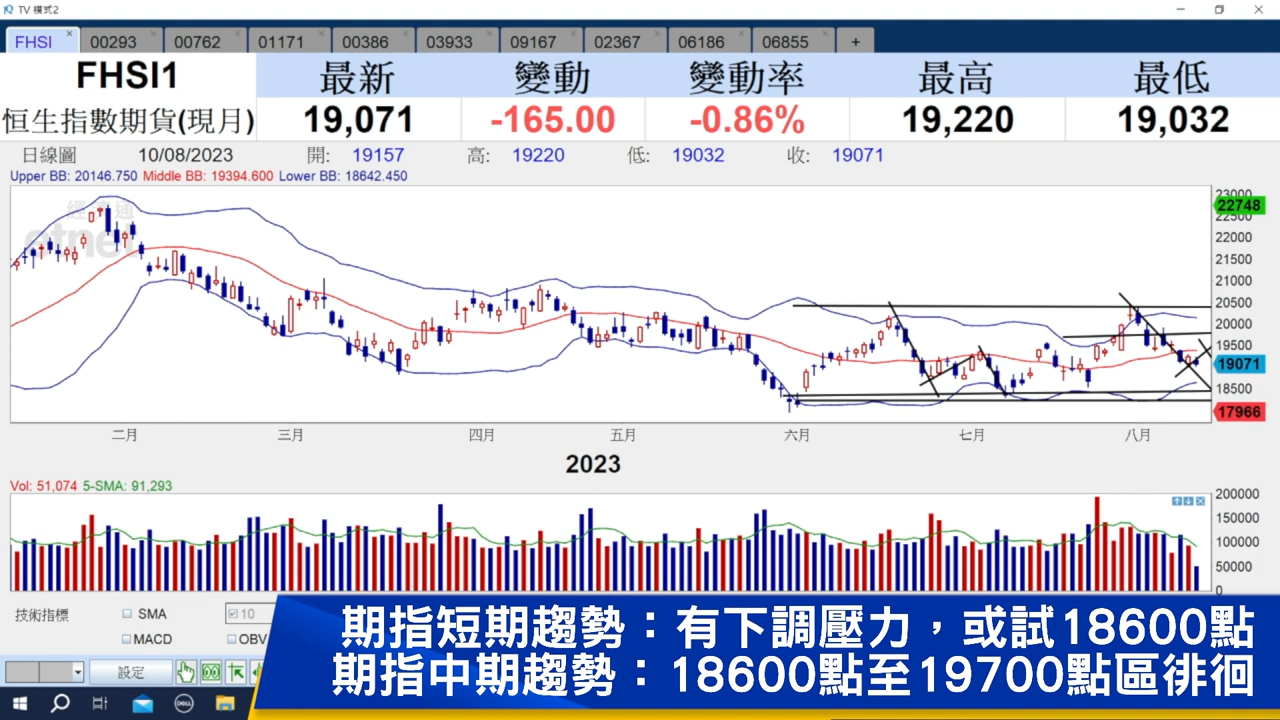 TV 模式2
FHSI 00293 00762 01171 00386 03933 09167 02367 06186 06855 +
FHSI1 最新 變動 變動率 最高 最低
恒生指數期貨(現月) 19,071 -165.00 -0.86% 19,220 19,032
日線圖 10/08/2023 開: 19157 高: 19220 低: 19032 收: 19071
Upper BB: 20146.750 Middle BB: 19394.600 Lower BB: 18642.450
經濟通
etnet
23000
22748
22500
22000
21500
21000
20500
20000
19500
19071
18500
17966
二月 三月 四月 五月 六月 七月 八月
2023
Vol: 51,074 5-SMA: 91,293
200000
150000
100000
50000
0
技術指標 SMA 10
MACD OBV
設定
DELL
期指短期趨勢：有下調壓力，或試18600點
期指中期趨勢：18600點至19700點區徘徊